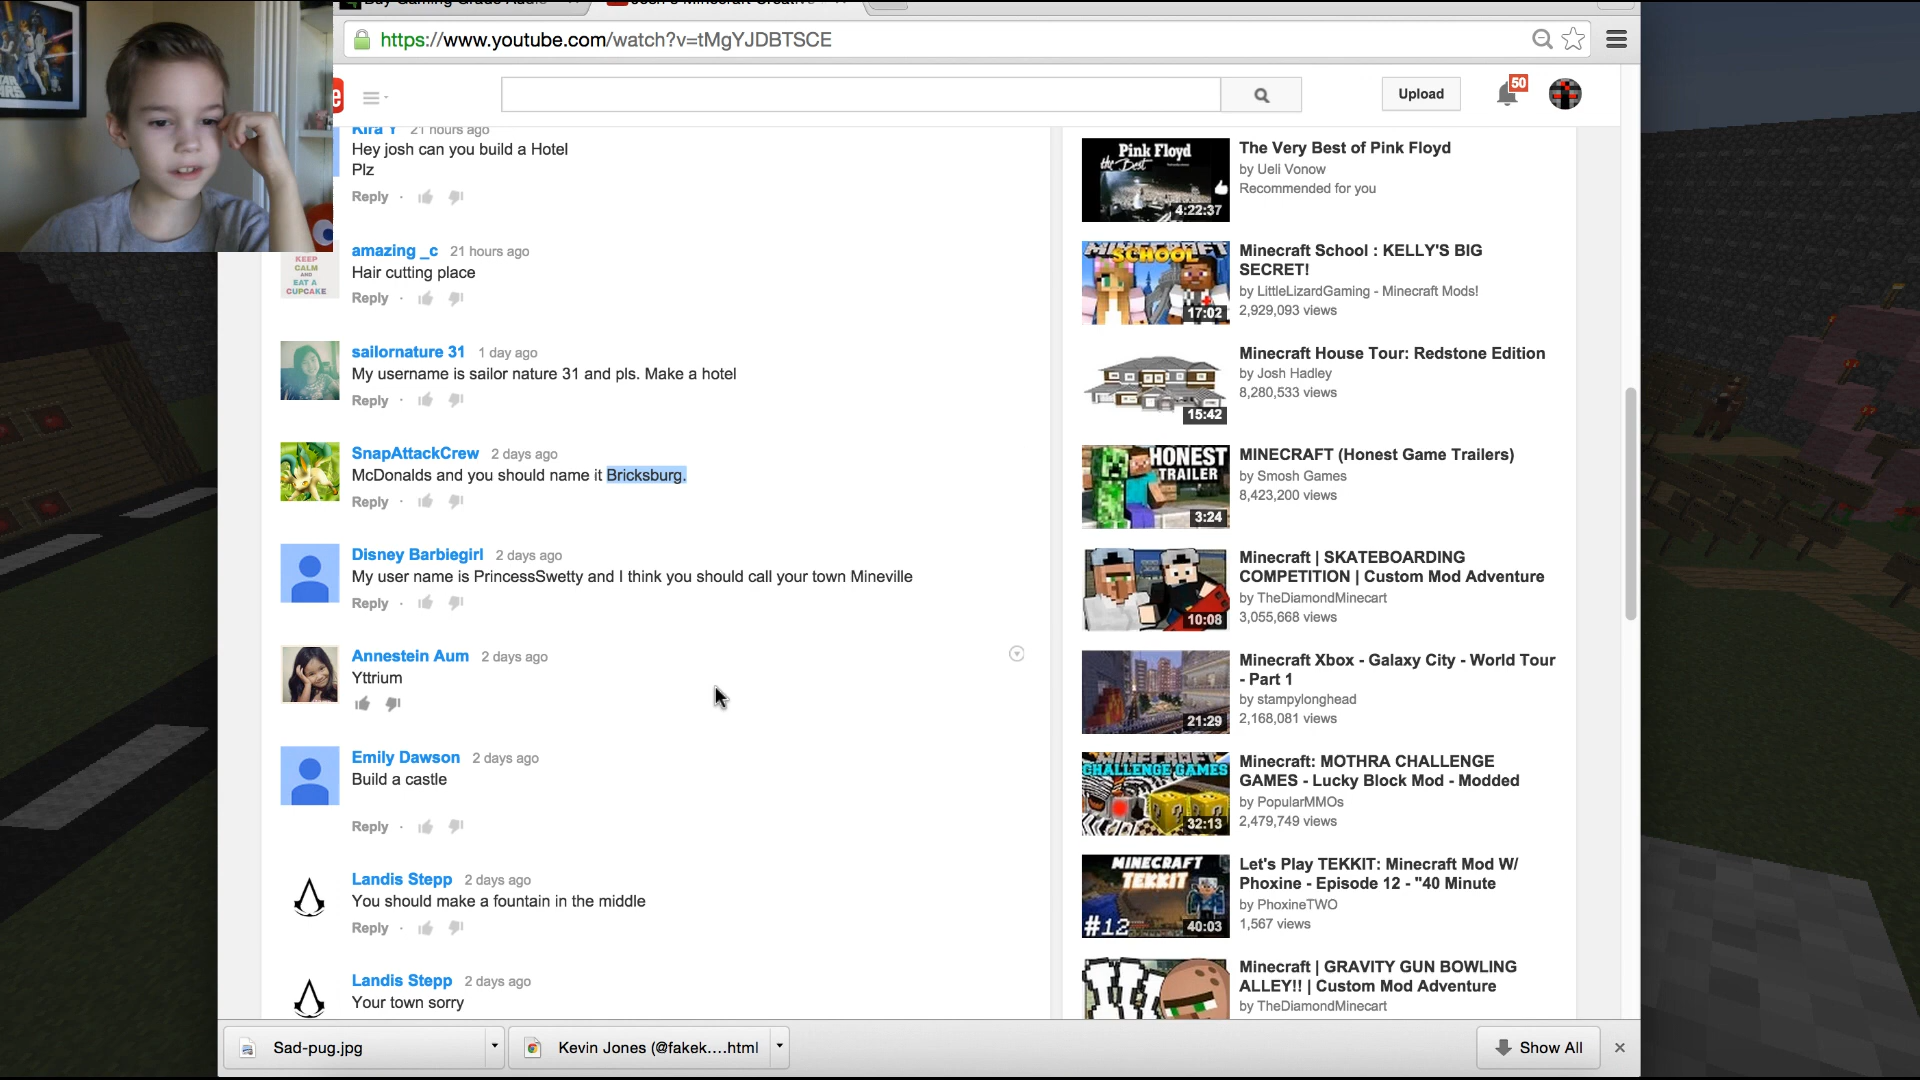 https://www.youtube.com/watch?v=tMgYJDBTSCE
Upload
50
Kira Y 21 hours ago
Hey josh can you build a Hotel
Plz
Reply
amazing _c 21 hours ago
Hair cutting place
Reply
KEEP
CALM
AND
EAT A
CUPCAKE
sailornature 31 1 day ago
My username is sailor nature 31 and pls. Make a hotel
Reply
SnapAttackCrew 2 days ago
McDonalds and you should name it Bricksburg.
Reply
Disney Barbiegirl 2 days ago
My user name is PrincessSwetty and I think you should call your town Mineville
Reply
Annestein Aum 2 days ago
Yttrium
Emily Dawson 2 days ago
Build a castle
Reply
Landis Stepp 2 days ago
You should make a fountain in the middle
Reply
Landis Stepp 2 days ago
Your town sorry
Pink Floyd
the Best
4:22:37
The Very Best of Pink Floyd
by Ueli Vonow
Recommended for you
MINECRAFT
SCHOOL
17:02
Minecraft School : KELLY'S BIG
SECRET!
by LittleLizardGaming - Minecraft Mods!
2,929,093 views
15:42
Minecraft House Tour: Redstone Edition
by Josh Hadley
8,280,533 views
HONEST
TRAILER
3:24
MINECRAFT (Honest Game Trailers)
by Smosh Games
8,423,200 views
10:08
Minecraft | SKATEBOARDING
COMPETITION | Custom Mod Adventure
by TheDiamondMinecart
3,055,668 views
21:29
Minecraft Xbox - Galaxy City - World Tour
- Part 1
by stampylonghead
2,168,081 views
MINECRAFT
CHALLENGE
GAMES
32:13
Minecraft: MOTHRA CHALLENGE
GAMES - Lucky Block Mod - Modded
by PopularMMOs
2,479,749 views
MINECRAFT
TEKKIT
#12
40:03
Let's Play TEKKIT: Minecraft Mod W/
Phoxine - Episode 12 - "40 Minute
by PhoxineTWO
1,567 views
Minecraft | GRAVITY GUN BOWLING
ALLEY!! | Custom Mod Adventure
by TheDiamondMinecart
Sad-pug.jpg
Kevin Jones (@fakek....html
Show All